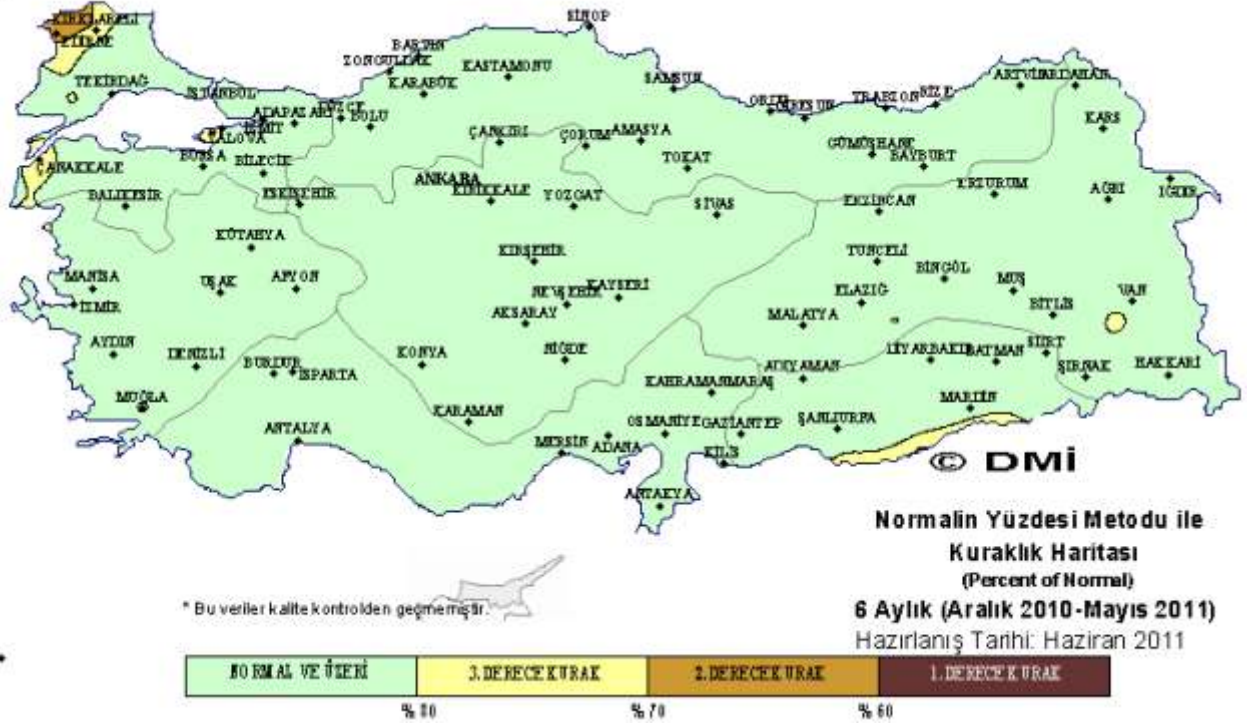 SİNOP
KIRKLARELİ
EDİRNE
BARTIN
ZONGULDAK
KASTAMONU
KARABÜK
SAMSUN
TEKİRDAĞ
İSTANBUL
ADAPAZARI
DÜZCE
BOLU
İZMİT
YALOVA
ORDU
GİRESUN
TRABZON
RİZE
ARTVİN
ARDAHAN
KARS
ÇANKIRI
ÇORUM
AMASYA
TOKAT
GÜMÜŞHANE
BAYBURT
ÇANAKKALE
BURSA
BİLECİK
ESKİŞEHİR
BALIKESİR
ANKARA
KIRIKKALE
YOZGAT
SİVAS
ERZİNCAN
ERZURUM
AĞRI
IĞDIR
KÜTAHYA
KIRŞEHİR
TUNCELİ
BİNGÖL
MUŞ
MANİSA
UŞAK
AFYON
NEVŞEHİR
KAYSERİ
ELAZIĞ
BİTLİS
VAN
İZMİR
AKSARAY
MALATYA
AYDIN
DENİZLİ
BURDUR
ISPARTA
KONYA
NİĞDE
KAHRAMANMARAŞ
ADIYAMAN
DİYARBAKIR
BATMAN
SİİRT
ŞIRNAK
HAKKARİ
MUĞLA
ANTALYA
KARAMAN
MERSİN
ADANA
OSMANİYE
GAZİANTEP
KİLİS
ŞANLIURFA
MARDİN
ANTAKYA
© DMİ
Normalin Yüzdesi Metodu ile
Kuraklık Haritası
(Percent of Normal)
6 Aylık (Aralık 2010-Mayıs 2011)
Hazırlanış Tarihi: Haziran 2011
* Bu veriler kalite kontrolden geçmemiştir.
NORMAL VE ÜZERİ
3.DERECE KURAK
2.DERECE KURAK
1.DERECE KURAK
% 80
% 70
% 60